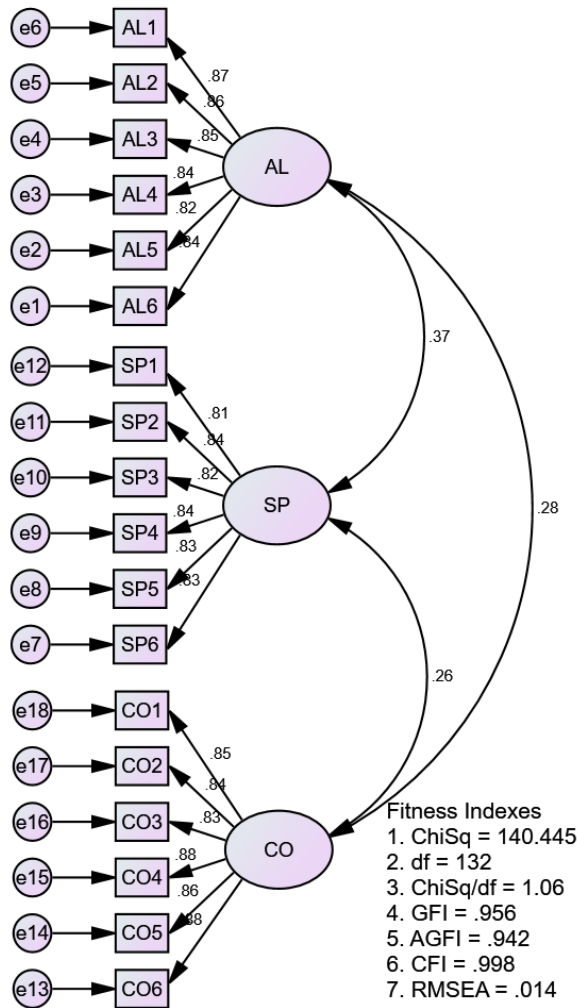 e6 AL1
.87
e5 AL2
.86
e4 AL3
.85
AL
e3 AL4
.84
.82
e2 AL5
.84
e1 AL6
.37
e12 SP1
.81
e11 SP2
.84
e10 SP3
.82
SP
.28
e9 SP4
.84
.83
e8 SP5
.83
e7 SP6
.26
e18 CO1
.85
e17 CO2
.84
e16 CO3
.83
CO
e15 CO4
.88
.86
e14 CO5
.88
e13 CO6
Fitness Indexes
1. ChiSq = 140.445
2. df = 132
3. ChiSq/df = 1.06
4. GFI = .956
5. AGFI = .942
6. CFI = .998
7. RMSEA = .014